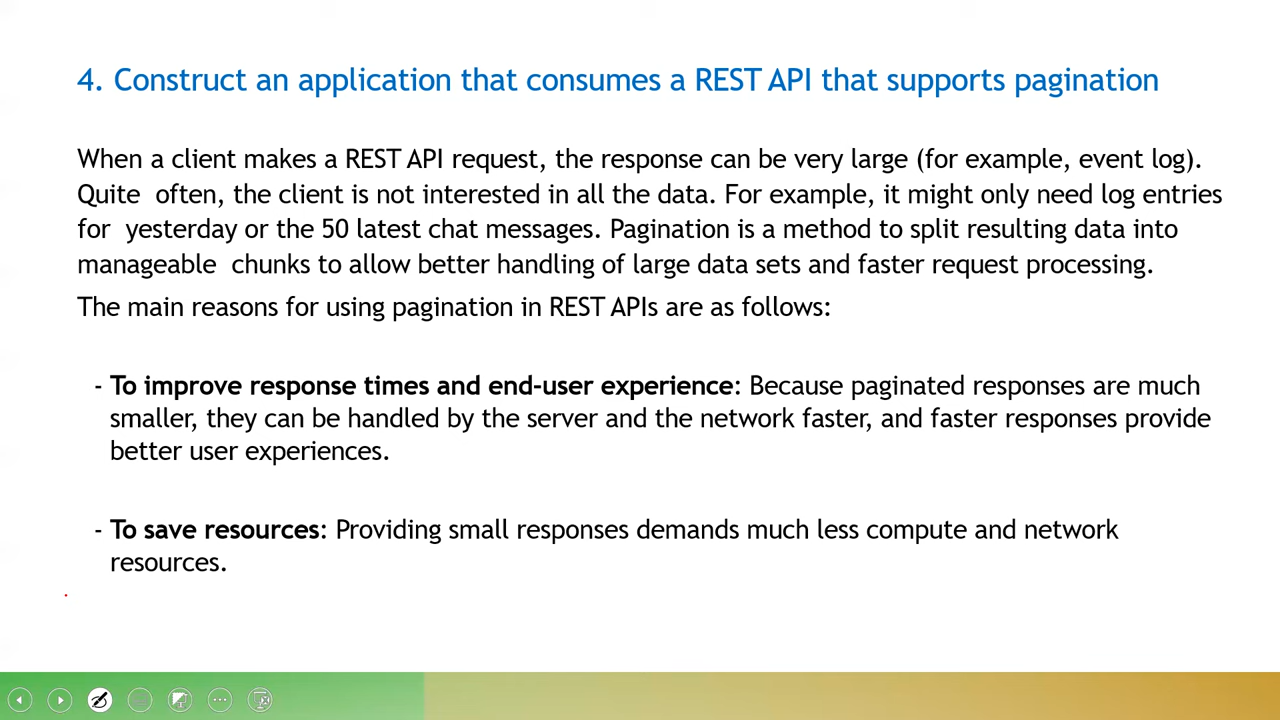 4. Construct an application that consumes a REST API that supports pagination
When a client makes a REST API request, the response can be very large (for example, event log).
Quite often, the client is not interested in all the data. For example, it might only need log entries
for yesterday or the 50 latest chat messages. Pagination is a method to split resulting data into
manageable chunks to allow better handling of large data sets and faster request processing.
The main reasons for using pagination in REST APIs are as follows:
- To improve response times and end-user experience: Because paginated responses are much
smaller, they can be handled by the server and the network faster, and faster responses provide
better user experiences.
- To save resources: Providing small responses demands much less compute and network
resources.